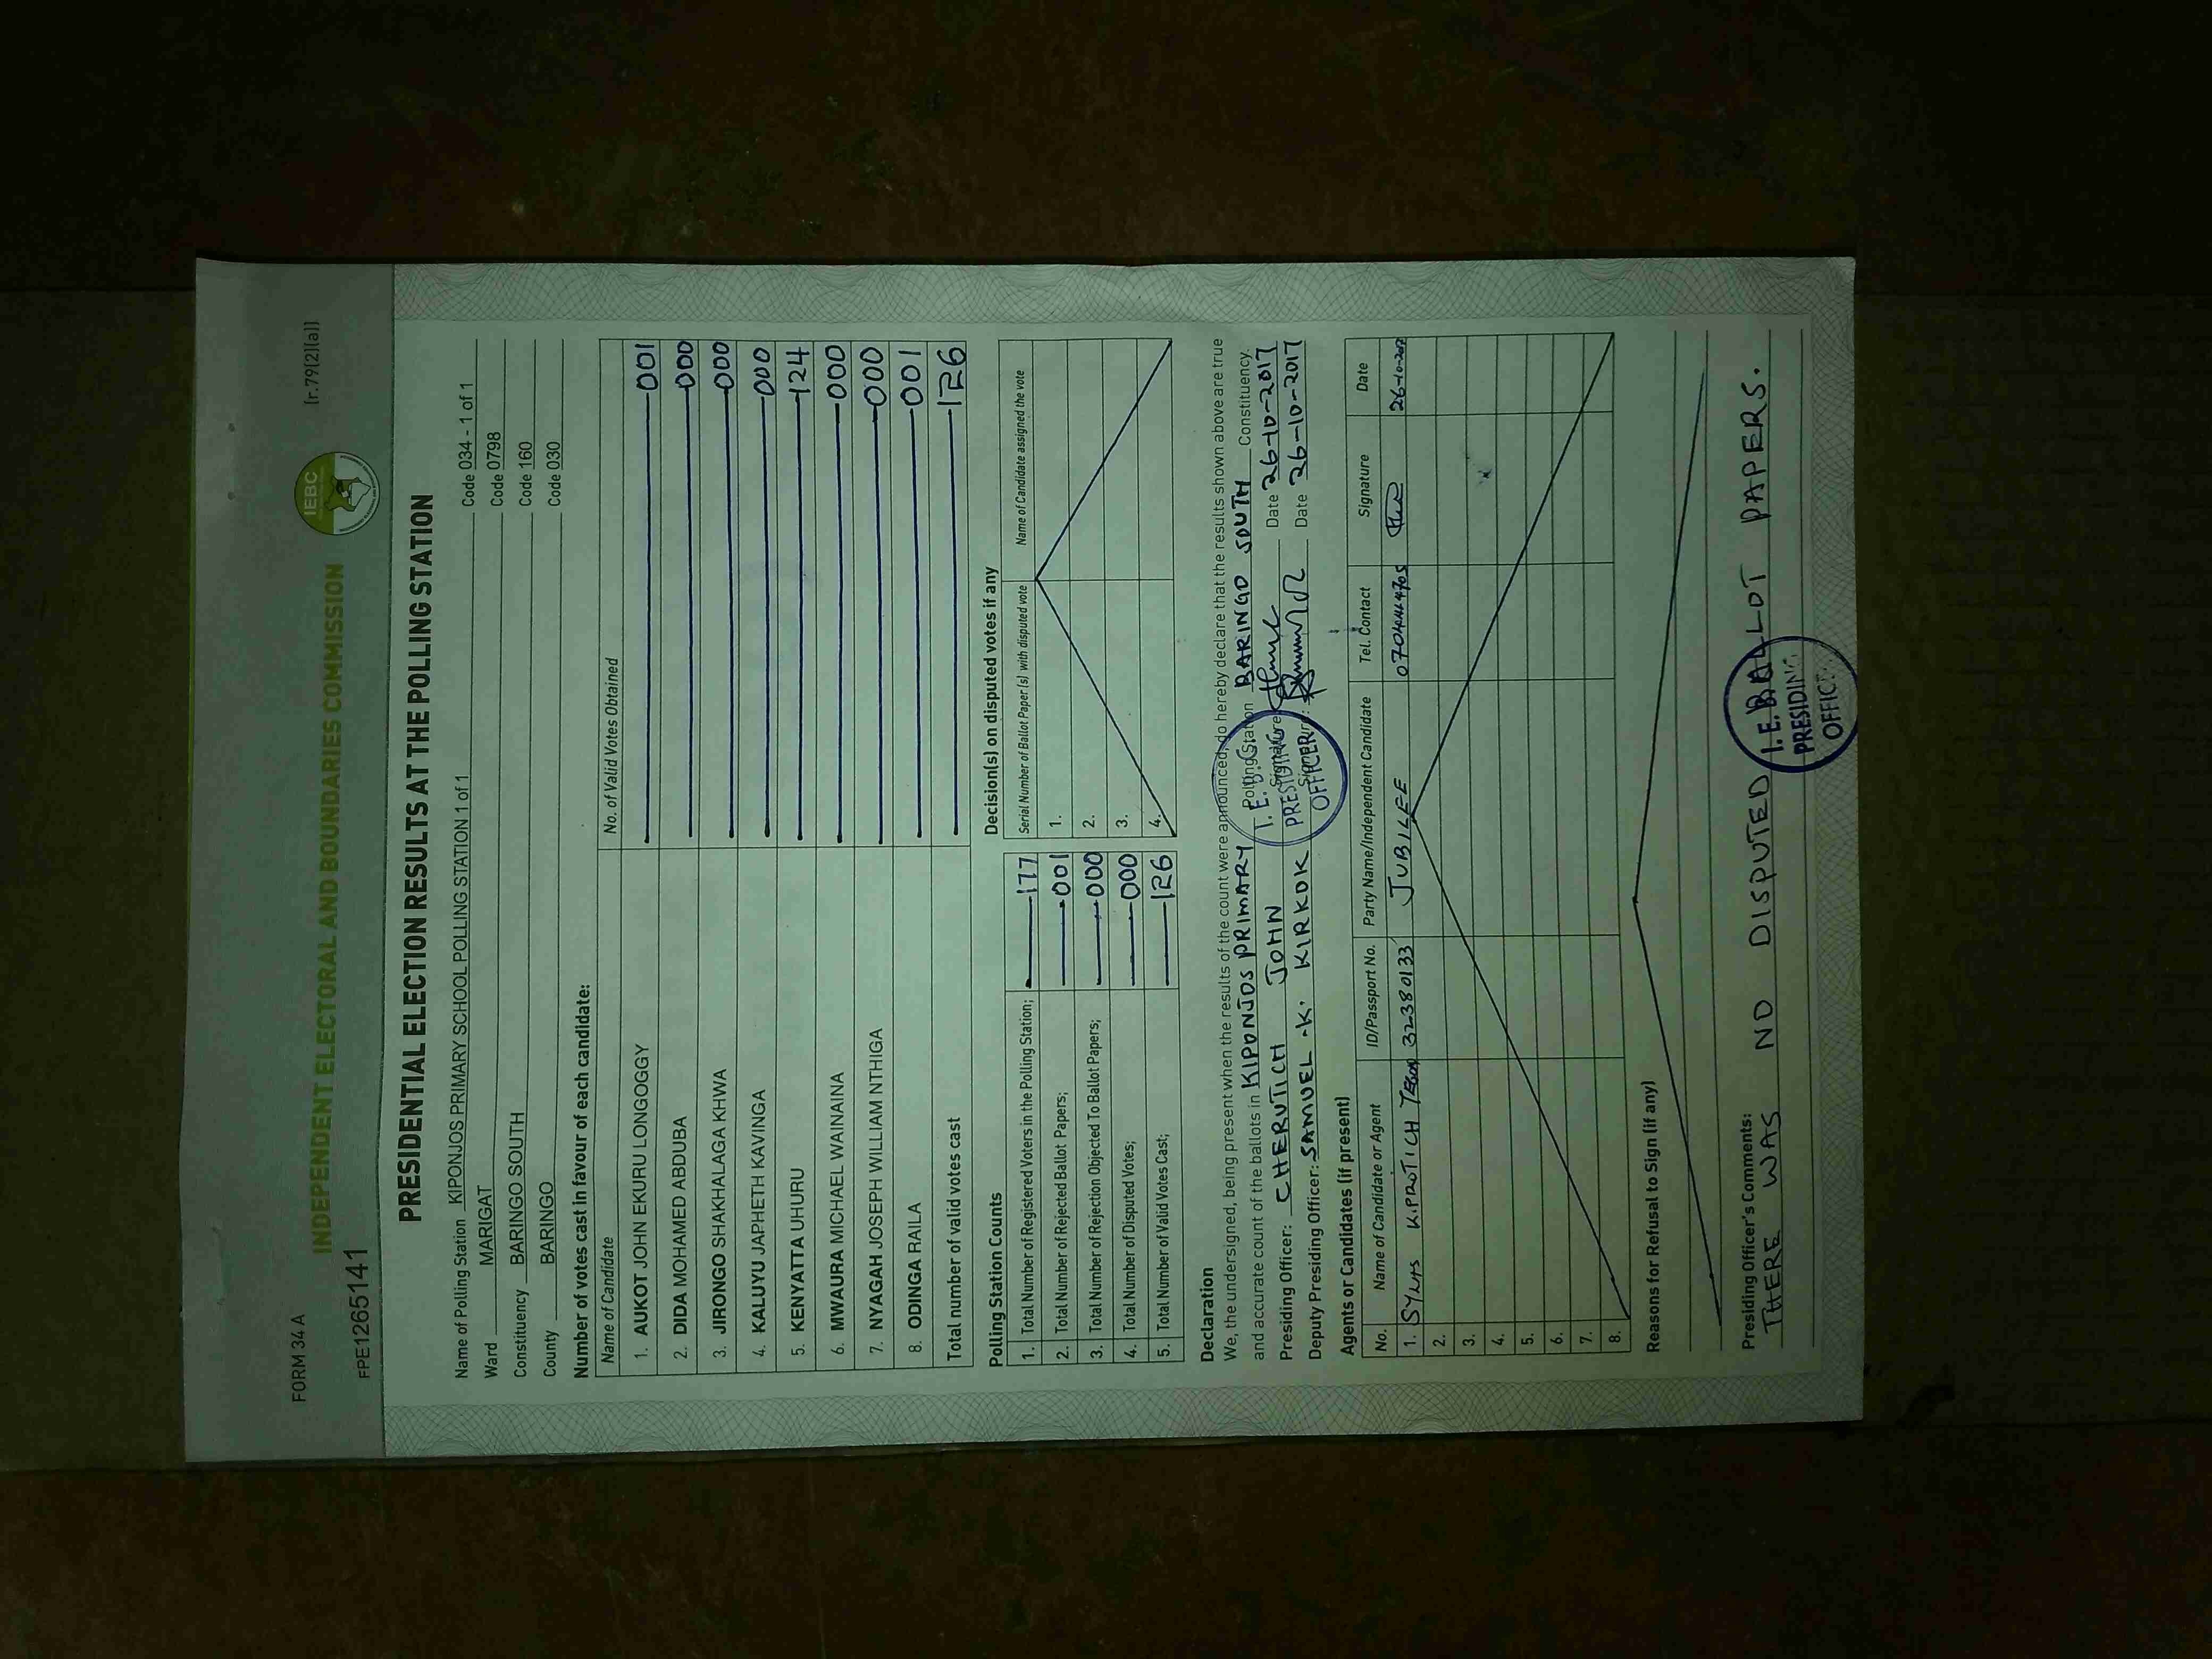 FORM 34 A
[r.79(2)(a)]
INDEPENDENT ELECTORAL AND BOUNDARIES COMMISSION
IEBC
FPE1265141
PRESIDENTIAL ELECTION RESULTS AT THE POLLING STATION
Name of Polling Station KIPONJOS PRIMARY SCHOOL POLLING STATION 1 of 1 Code 034 - 1 of 1
Ward MARIGAT Code 0798
Constituency BARINGO SOUTH Code 160
County BARINGO Code 030
Number of votes cast in favour of each candidate:
Name of Candidate No. of Valid Votes Obtained
1. AUKOT JOHN EKURU LONGOGGY 001
2. DIDA MOHAMED ABDUBA 000
3. JIRONGO SHAKHALAGA KHWA 000
4. KALUYU JAPHETH KAVINGA 000
5. KENYATTA UHURU 124
6. MWAURA MICHAEL WAINAINA 000
7. NYAGAH JOSEPH WILLIAM NTHIGA 000
8. ODINGA RAILA 001
Total number of valid votes cast 126
Polling Station Counts
1. Total Number of Registered Voters in the Polling Station; 177
2. Total Number of Rejected Ballot Papers; 001
3. Total Number of Rejection Objected To Ballot Papers; 000
4. Total Number of Disputed Votes; 000
5. Total Number of Valid Votes Cast; 126
Decision(s) on disputed votes if any
Serial Number of Ballot Paper(s) with disputed vote Name of Candidate assigned the vote
1.
2.
3.
4.
Declaration
We, the undersigned, being present when the results of the count were announced, do hereby declare that the results shown above are true
and accurate count of the ballots in KIPONJOS PRIMARY Polling Station BARINGO SOUTH Constituency.
Presiding Officer: CHERUTICH JOHN Signature: Date 26-10-2017
Deputy Presiding Officer: SAMUEL .K. KIRKOK Signature: Date 26-10-2017
I.E.B.C.
PRESIDING
OFFICER
Agents or Candidates (if present)
No. Name of Candidate or Agent ID/Passport No. Party Name/Independent Candidate Tel. Contact Signature Date
1. KIPROTICH 32380133 JUBILEE 26-10-2017
2.
3.
4.
5.
6.
7.
8.
Reasons for Refusal to Sign (if any)
Presiding Officer's Comments:
THERE WAS NO DISPUTED BALLOT PAPERS.
I.E.B.
PRESIDING
OFFICE